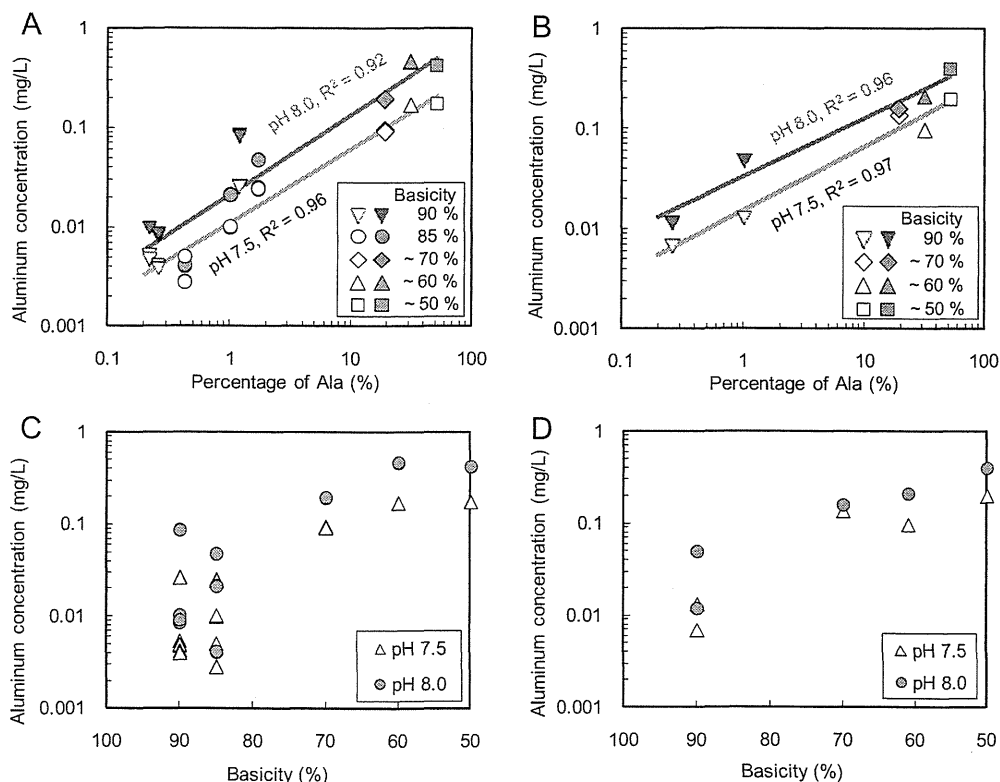 A
Aluminum concentration (mg/L)
1
0.1
0.01
0.001
0.1
1
10
100
Percentage of Ala (%)
pH 8.0, R² = 0.92
pH 7.5, R² = 0.96
Basicity
90 %
85 %
~ 70 %
~ 60 %
~ 50 %
B
Aluminum concentration (mg/L)
1
0.1
0.01
0.001
0.1
1
10
100
Percentage of Ala (%)
pH 8.0, R² = 0.96
pH 7.5, R² = 0.97
Basicity
90 %
~ 70 %
~ 60 %
~ 50 %
C
Aluminum concentration (mg/L)
1
0.1
0.01
0.001
100
90
80
70
60
50
Basicity (%)
pH 7.5
pH 8.0
D
Aluminum concentration (mg/L)
1
0.1
0.01
0.001
100
90
80
70
60
50
Basicity (%)
pH 7.5
pH 8.0